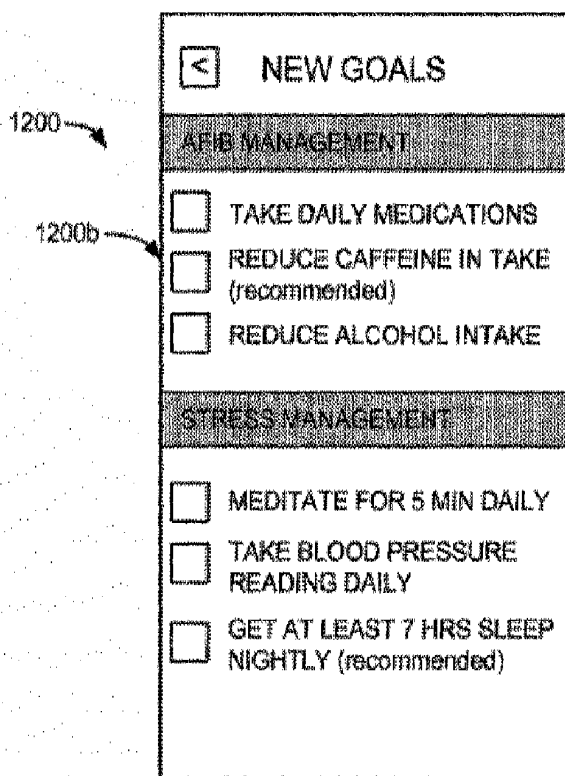 < NEW GOALS
1200
AFIB MANAGEMENT
TAKE DAILY MEDICATIONS
1200b
REDUCE CAFFEINE IN TAKE
(recommended)
REDUCE ALCOHOL INTAKE
STRESS MANAGEMENT
MEDITATE FOR 5 MIN DAILY
TAKE BLOOD PRESSURE
READING DAILY
GET AT LEAST 7 HRS SLEEP
NIGHTLY (recommended)